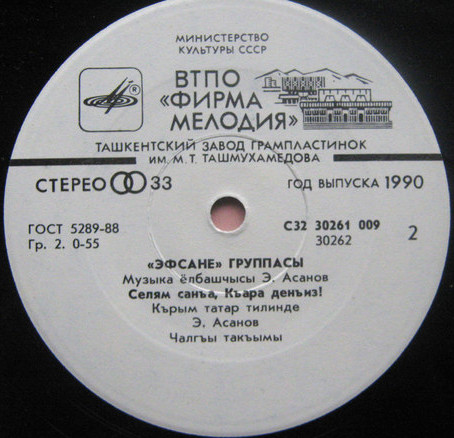 МИНИСТЕРСТВО
КУЛЬТУРЫ СССР
ВТПО
«ФИРМА
МЕЛОДИЯ»
®
ТАШКЕНТСКИЙ ЗАВОД ГРАМПЛАСТИНОК
ИМ. М. Т. ТАШМУХАМЕДОВА
СТЕРЕО 33
ГОД ВЫПУСКА 1990
ГОСТ 5289-88
Гр. 2. 0-55
С32 30261 009
30262
2
«ЭФСАНЕ» ГРУППАСЫ
Музыка ёлбашчысы Э. Асанов
Селям санъа, Къара денъиз!
Кърым татар тилинде
Э. Асанов
Чалгъы такъымы